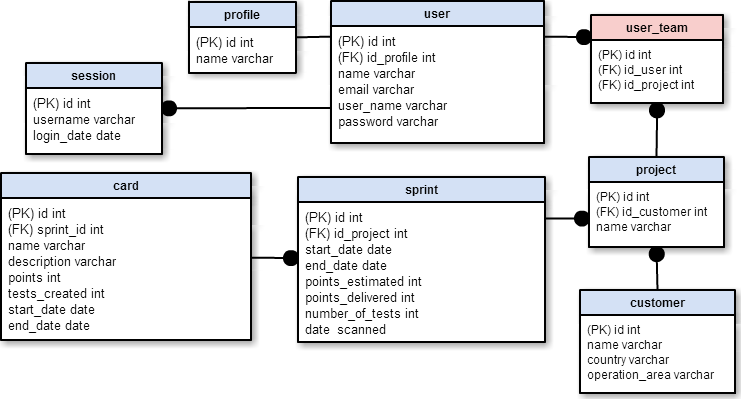 profile
(PK) id int
name varchar
user
(PK) id int
(FK) id_profile int
name varchar
email varchar
user_name varchar
password varchar
user_team
(PK) id int
(FK) id_user int
(FK) id_project int
session
(PK) id int
username varchar
login_date date
card
(PK) id int
(FK) sprint_id int
name varchar
description varchar
points int
tests_created int
start_date date
end_date date
sprint
(PK) id int
(FK) id_project int
start_date date
end_date date
points_estimated int
points_delivered int
number_of_tests int
date scanned
project
(PK) id int
(FK) id_customer int
name varchar
customer
(PK) id int
name varchar
country varchar
operation_area varchar